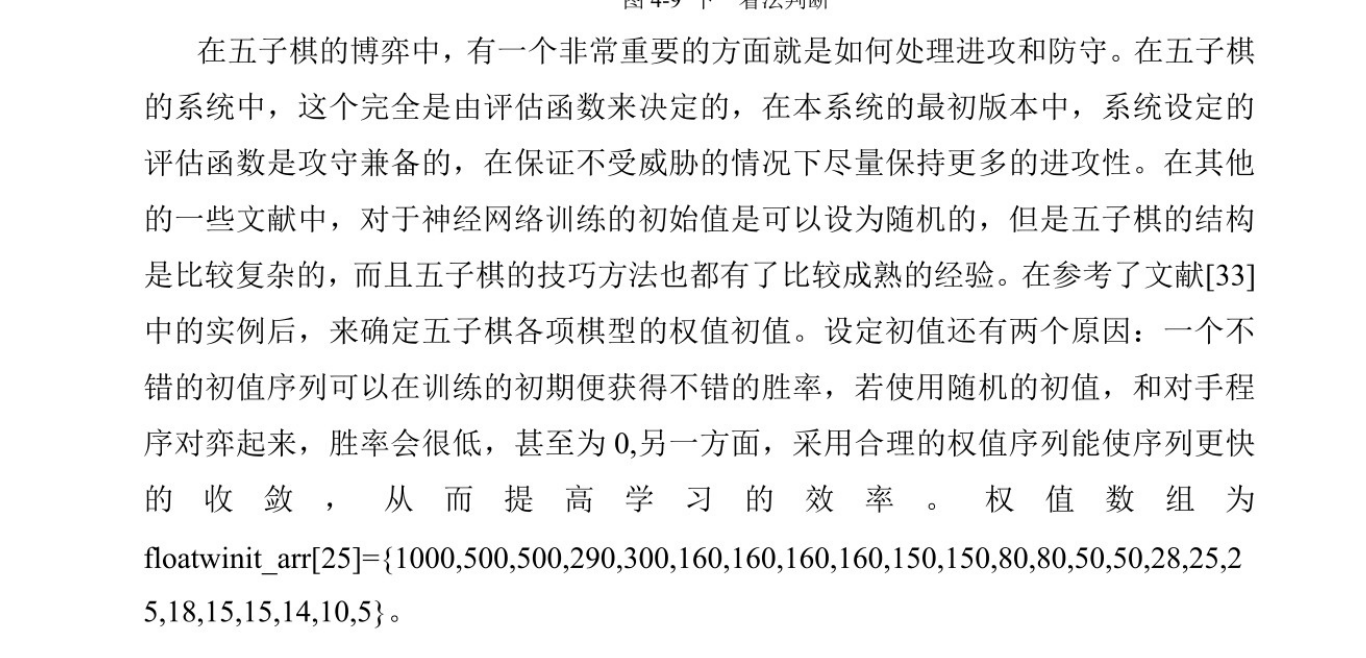 图 4-9 下一着法判断
在五子棋的博弈中，有一个非常重要的方面就是如何处理进攻和防守。在五子棋
的系统中，这个完全是由评估函数来决定的，在本系统的最初版本中，系统设定的
评估函数是攻守兼备的，在保证不受威胁的情况下尽量保持更多的进攻性。在其他
的一些文献中，对于神经网络训练的初始值是可以设为随机的，但是五子棋的结构
是比较复杂的，而且五子棋的技巧方法也都有了比较成熟的经验。在参考了文献[33]
中的实例后，来确定五子棋各项棋型的权值初值。设定初值还有两个原因：一个不
错的初值序列可以在训练的初期便获得不错的胜率，若使用随机的初值，和对手程
序对弈起来，胜率会很低，甚至为 0,另一方面，采用合理的权值序列能使序列更快
的收敛，从而提高学习的效率。权值数组为
floatwinit_arr[25]={1000,500,500,290,300,160,160,160,160,150,150,80,80,50,50,28,25,2
5,18,15,15,14,10,5}。